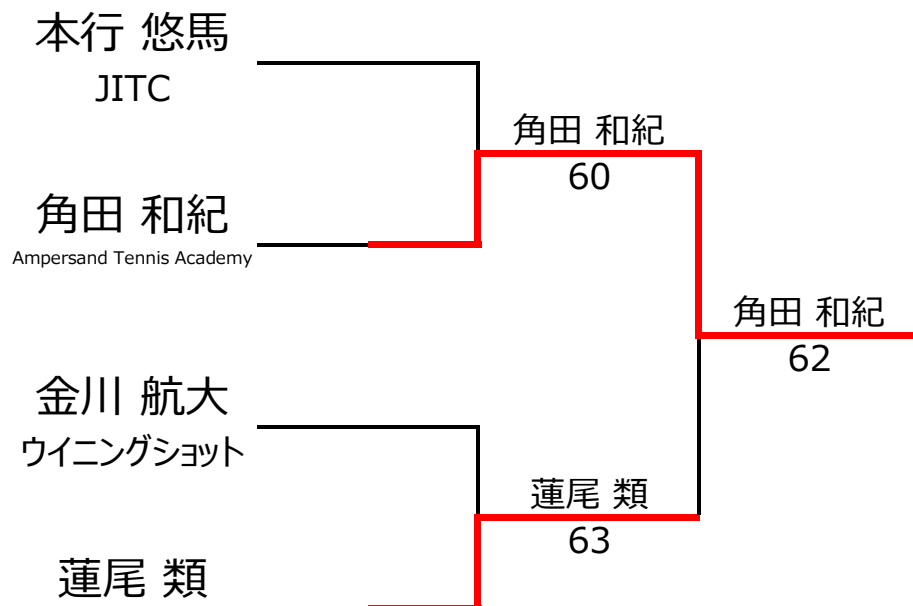 本行 悠馬
JITC
角田 和紀
60
角田 和紀
Ampersand Tennis Academy
角田 和紀
62
金川 航大
ウイニングショット
蓮尾 類
63
蓮尾 類